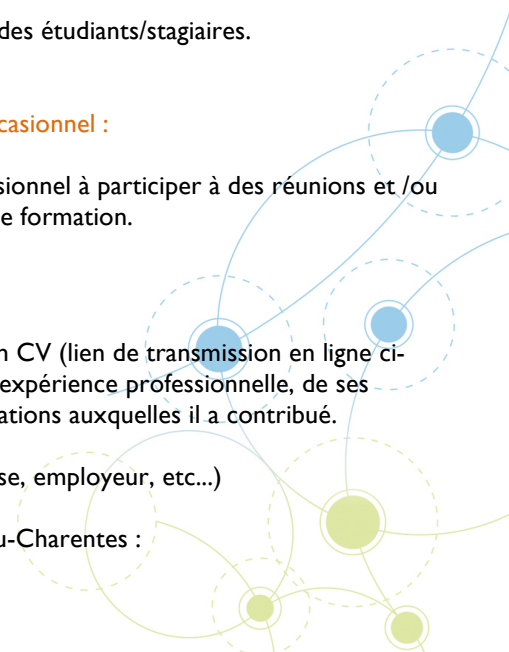 des étudiants/stagiaires.
casionnel :
sionnel à participer à des réunions et /ou
e formation.
n CV (lien de transmission en ligne ci-
expérience professionnelle, de ses
ations auxquelles il a contribué.
se, employeur, etc...)
u-Charentes :